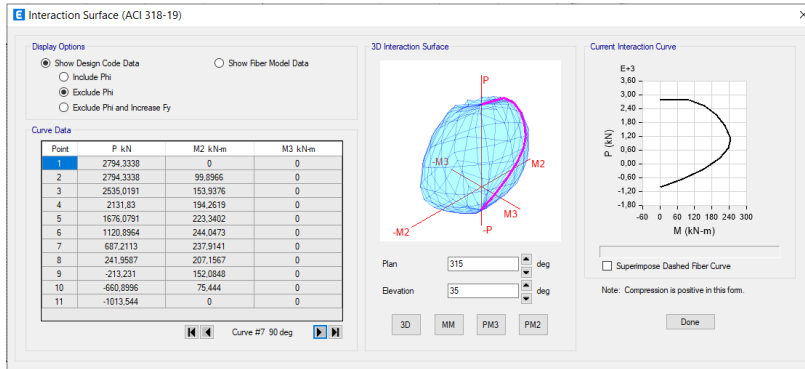 E Interaction Surface (ACI 318-19)
Display Options
Show Design Code Data
Show Fiber Model Data
Include Phi
Exclude Phi
Exclude Phi and Increase Fy
Curve Data
Point P kN M2 kN-m M3 kN-m
1 2794,3338 0 0
2 2794,3338 99,8966 0
3 2535,0191 153,9376 0
4 2131,83 194,2619 0
5 1676,0791 223,3402 0
6 1120,8964 244,0473 0
7 687,2113 237,9141 0
8 241,9587 207,1567 0
9 -213,231 152,0848 0
10 -660,8996 75,444 0
11 -1013,544 0 0
Curve #7 90 deg
3D Interaction Surface
P
-M3
M2
M3
-M2
-P
Plan 315 deg
Elevation 35 deg
3D MM PM3 PM2
Current Interaction Curve
E+3
3,60
3,00
2,40
1,80
1,20
0,60
0,00
-0,60
-1,20
-1,80
P (kN)
-60 0 60 120 180 240 300
M (kN-m)
Superimpose Dashed Fiber Curve
Note: Compression is positive in this form.
Done